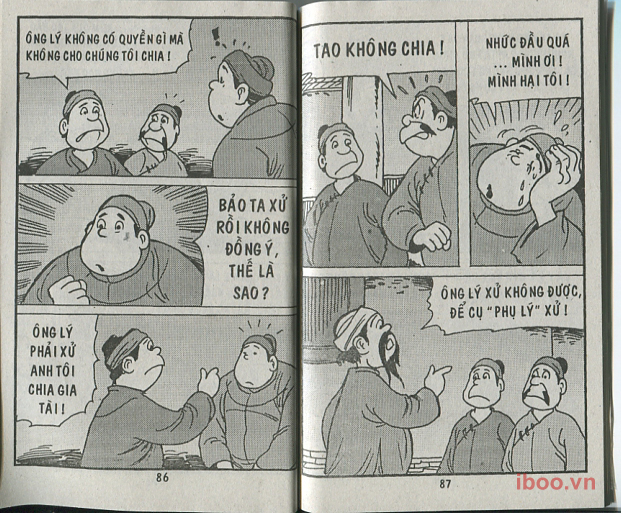 ÔNG LÝ KHÔNG CÓ QUYỀN GÌ MÀ
KHÔNG CHO CHÚNG TÔI CHIA !
!
BẢO TA XỬ
RỒI KHÔNG
ĐỒNG Ý,
THẾ LÀ
SAO ?
ÔNG LÝ
PHẢI XỬ
ANH TÔI
CHIA GIA
TÀI !
86
TAO KHÔNG CHIA !
NHỨC ĐẦU QUÁ
... MÌNH ƠI !
MÌNH HẠI TÔI !
ÔNG LÝ XỬ KHÔNG ĐƯỢC,
ĐỂ CỤ “PHỤ LÝ” XỬ !
87
iboo.vn